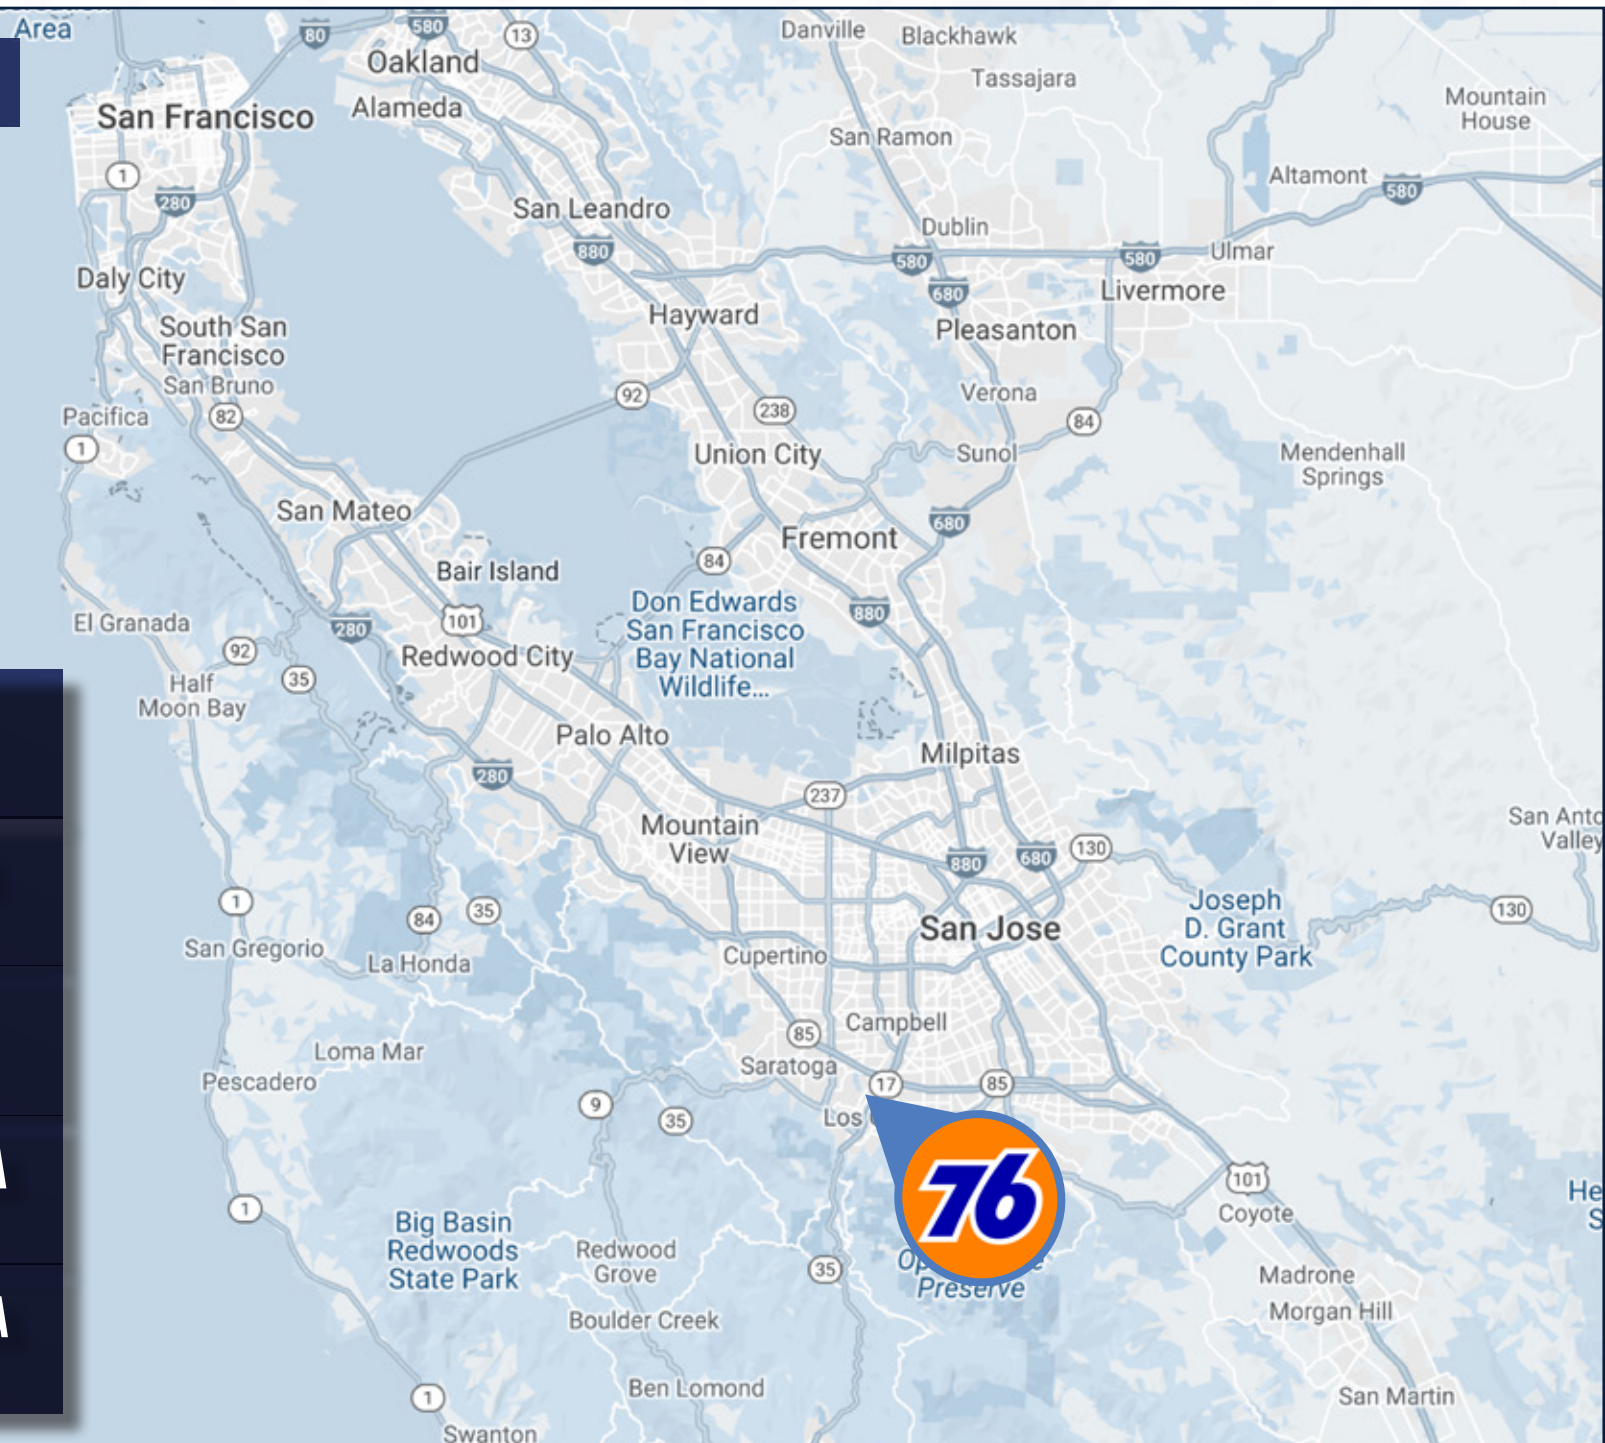 Area
80
580
13
Danville
Blackhawk
Oakland
Tassajara
Alameda
San Francisco
Mountain
House
San Ramon
1
280
Altamont
580
San Leandro
880
Dublin
580
580
Ulmar
Daly City
680
Livermore
Hayward
Pleasanton
South San
Francisco
San Bruno
Verona
92
238
84
Pacifica
82
1
Union City
Sunol
Mendenhall
Springs
San Mateo
680
Fremont
84
Bair Island
Don Edwards
San Francisco
Bay National
Wildlife...
880
El Granada
101
280
92
Redwood City
35
Half
Moon Bay
Palo Alto
Milpitas
280
237
Mountain
View
880
680
130
Valley
1
84
35
Joseph
D. Grant
County Park
130
San Jose
San Gregorio
La Honda
Cupertino
Campbell
85
Loma Mar
Saratoga
Pescadero
17
85
9
35
Los
76
101
Coyote
1
Big Basin
Redwoods
State Park
Redwood
Grove
35
Preserve
Madrone
Morgan Hill
Boulder Creek
Ben Lomond
1
San Martin
Swanton